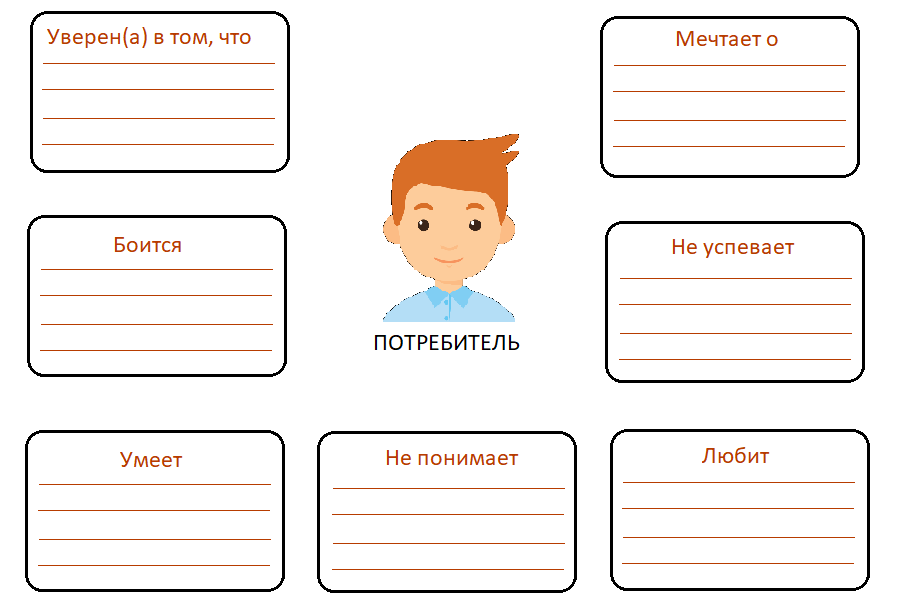 Уверен(а) в том, что
Мечтает о
Боится
Не успевает
ПОТРЕБИТЕЛЬ
Умеет
Не понимает
Любит